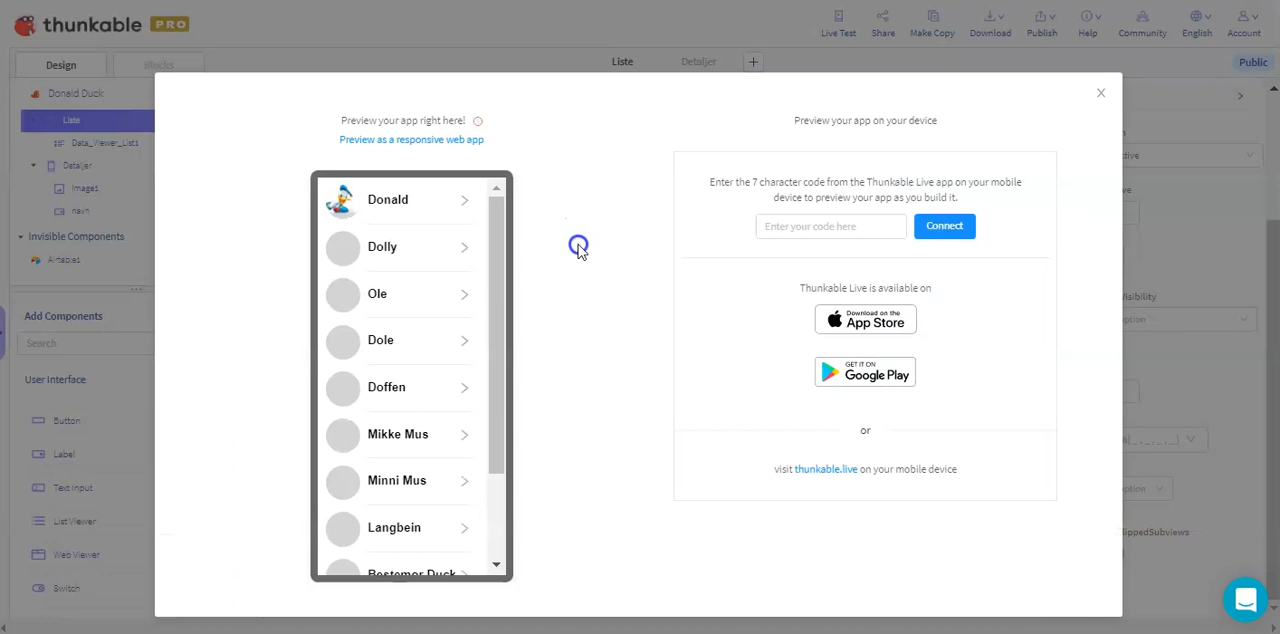 thunkable PRO
Live Test
Share
Make Copy
Download
Publish
Help
Community
English
Account
Design
Blocks
Liste
Detaljer
Public
Donald Duck
Liste
Data_Viewer_List1
Detaljer
Image1
navn
Invisible Components
Airtable1
Add Components
Search
User Interface
Button
Label
Text Input
List Viewer
Web Viewer
Switch
Preview your app right here!
Preview as a responsive web app
Donald
Dolly
Ole
Dole
Doffen
Mikke Mus
Minni Mus
Langbein
Bestemor Duck
Preview your app on your device
Enter the 7 character code from the Thunkable Live app on your mobile
device to preview your app as you build it.
Enter your code here
Connect
Thunkable Live is available on
Download on the
App Store
GET IT ON
Google Play
or
visit thunkable.live on your mobile device
Visibility